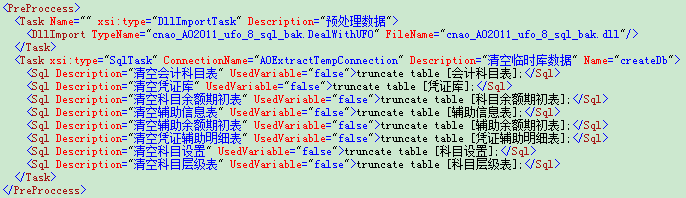 <PreProccess>
<Task Name="" xsi:type="DllImportTask" Description="预处理数据">
<DllImport TypeName="cnao_AO2011_ufo_8_sql_bak.DealWithUFO" FileName="cnao_AO2011_ufo_8_sql_bak.dll"/>
</Task>
<Task xsi:type="SqlTask" ConnectionName="AOExtractTempConnection" Description="清空临时库数据" Name="createDb">
<Sql Description="清空会计科目表" UsedVariable="false">truncate table [会计科目表];</Sql>
<Sql Description="清空凭证库" UsedVariable="false">truncate table [凭证库];</Sql>
<Sql Description="清空科目余额期初表" UsedVariable="false">truncate table [科目余额期初表];</Sql>
<Sql Description="清空辅助信息表" UsedVariable="false">truncate table [辅助信息表];</Sql>
<Sql Description="清空辅助余额期初表" UsedVariable="false">truncate table [辅助余额期初表];</Sql>
<Sql Description="清空凭证辅助明细表" UsedVariable="false">truncate table [凭证辅助明细表];</Sql>
<Sql Description="清空科目设置" UsedVariable="false">truncate table [科目设置];</Sql>
<Sql Description="清空科目层级表" UsedVariable="false">truncate table [科目层级表];</Sql>
</Task>
</PreProccess>